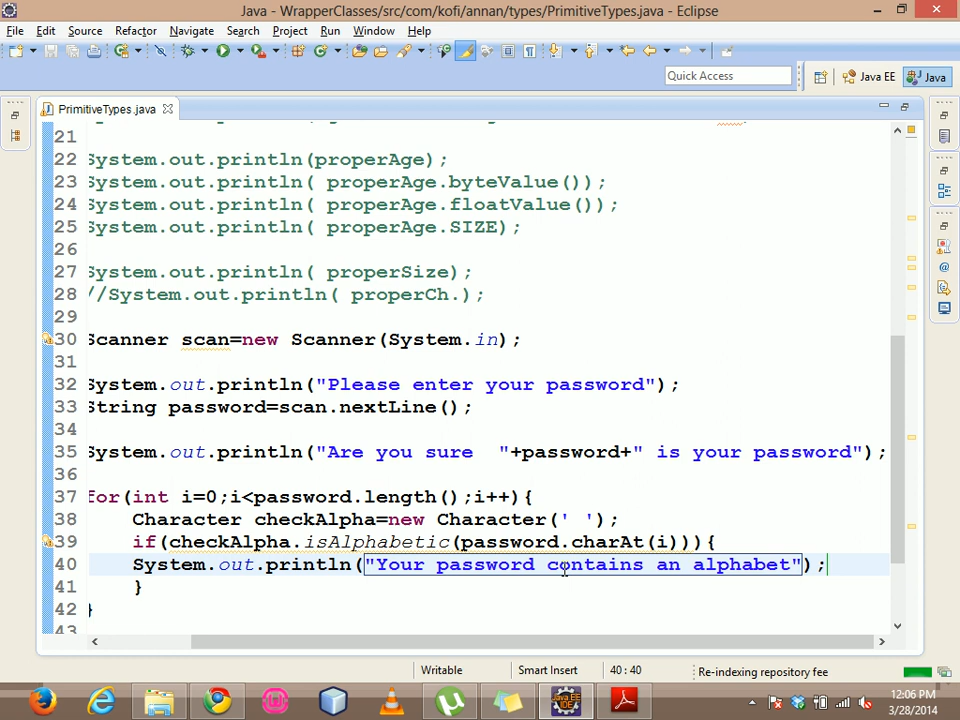 Java - WrapperClasses/src/com/kofi/annan/types/PrimitiveTypes.java - Eclipse
File Edit Source Refactor Navigate Search Project Run Window Help
Quick Access
Java EE
Java
PrimitiveTypes.java
21
22 System.out.println(properAge);
23 System.out.println( properAge.byteValue());
24 System.out.println( properAge.floatValue());
25 System.out.println( properAge.SIZE);
26
27 System.out.println( properSize);
28 //System.out.println( properCh.);
29
30 Scanner scan=new Scanner(System.in);
31
32 System.out.println("Please enter your password");
33 String password=scan.nextLine();
34
35 System.out.println("Are you sure  "+password+" is your password");
36
37 for(int i=0;i<password.length();i++){
38 Character checkAlpha=new Character(' ');
39 if(checkAlpha.isAlphabetic(password.charAt(i))){
40 System.out.println("Your password contains an alphabet");
41 }
42 }
43
Writable
Smart Insert
40 : 40
Re-indexing repository fee
12:06 PM
3/28/2014